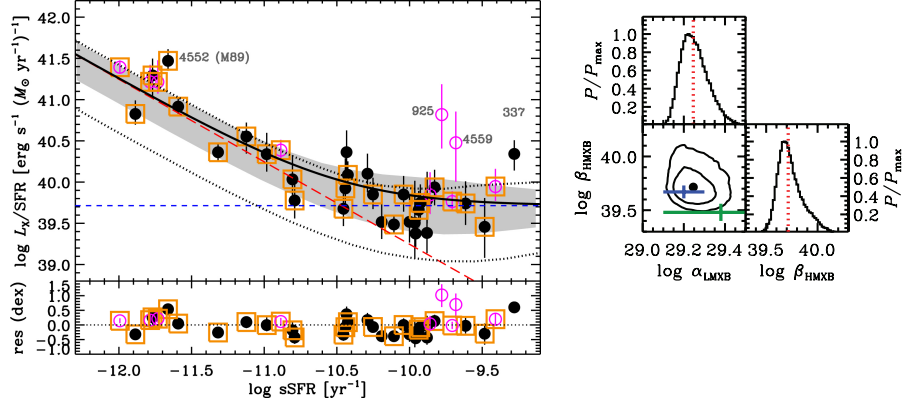 42.0
41.5
41.0
40.5
40.0
39.5
39.0
log L_X/SFR [erg s⁻¹ (M⊙ yr⁻¹)⁻¹]
4552 (M89)
925
4559
337
1.5
1.0
0.5
0.0
−0.5
−1.0
res (dex)
−12.0 −11.5 −11.0 −10.5 −10.0 −9.5
log sSFR [yr⁻¹]
P/P_max
1.0
0.8
0.6
0.4
0.2
log β_HMXB
40.0
39.5
29.0 29.2 29.4
log α_LMXB
1.0
0.8
0.6
0.4
0.2
P/P_max
39.6 40.0
log β_HMXB